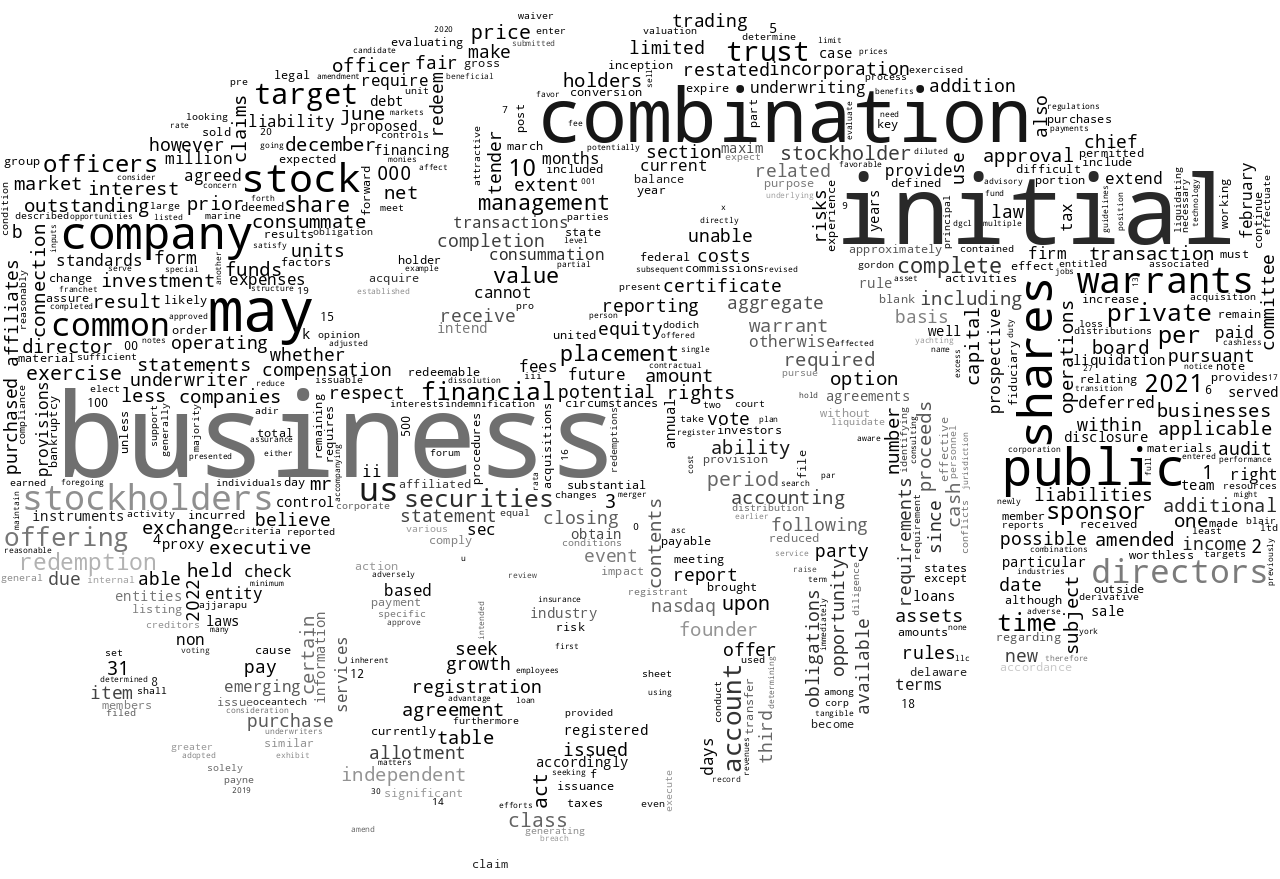 waiver
2020
enter
trading
5
candidate
price
valuation
determine
evaluating
submitted
limited
limit
make
trust
case
prices
officer
fair
gross
inception
legal
amendment
require
beneficial
holders
restated
incorporation
exercised
pre
unit
conversion
sell
expire
underwriting
process
benefits
addition
target
debt
markets
redeem
favor
combination
looking
claims
liability
june
7
post
fee
part
evaluate
need
key
also
regulations
purchases
payments
rate
sold
20
proposed
controls
attractive
tender
march
potentially
chief
however
going
december
financing
section
maxim
stockholder
diluted
approval
permitted
group
officers
million
expected
monies
affect
10
months
current
expect
related
favorable
provide
use
difficult
include
condition
market
interest
agreed
concern
stock
000
forward
extent
included
001
balance
purpose
defined
advisory
portion
extend
outstanding
large
prior
forth
deemed
share
net
meet
management
year
underlying
experience
risks
9
years
initial
principal
law
tax
guidelines
position
liquidating
necessary
technology
working
february
continue
effectuate
described
opportunities
listed
marine
consummate
transactions
parties
x
directly
dgcl
multiple
b
connection
inputs
company
results
obligation
completion
state
level
unable
standards
form
satisfy
units
consummation
partial
federal
costs
approximately
contained
firm
transaction
must
change
serve
special
another
funds
factors
holder
example
value
subsequent
commissions
revised
gordon
complete
effect
entitled
associated
affiliates
reasonably
franchet
investment
expenses
acquire
cannot
present
certificate
rule
asset
activities
jobs
warrants
13
committee
assure
completed
result
likely
structure
19
established
pro
reporting
aggregate
blank
including
increase
acquisition
common
approved
may
15
receive
person
equity
dodich
warrant
basis
capital
prospective
fiduciary
duty
shares
operations
loss
private
remain
director
00
notes
order
k
opinion
intend
united
offered
otherwise
affected
well
yachting
distributions
per
paid
cashless
material
sufficient
operating
adjusted
placement
single
required
name
board
exercise
statements
whether
redeemable
fees
contractual
pursue
excess
liquidation
pursuant
purchased
compliance
underwriter
compensation
dissolution
iii
future
amount
option
27
notice
note
provisions
bankruptcy
elect
less
companies
reduce
issuable
respect
financial
potential
rights
hold
agreements
relating
transition
2021
provides
17
100
business
interests
indemnification
circumstances
two
court
6
served
unless
support
generally
majority
adir
remaining
requires
500
annual
take
vote
plan
without
liquidate
deferred
businesses
total
register
investors
number
identifying
consulting
proceeds
effective
personnel
within
applicable
assurance
forum
procedures
acquisitions
16
redemptions
ability
aware
disclosure
presented
either
cost
provision
corporation
materials
entered
performance
audit
accompanying
ii
rata
period
search
file
par
public
full
1
right
earned
foregoing
individuals
day
mr
us
affiliated
substantial
since
cash
conflicts
jurisdiction
team
resources
maintain
stockholders
control
corporate
securities
changes
3
merger
accounting
newly
liabilities
might
instruments
activity
incurred
believe
statement
equal
closing
0
contents
distribution
requirements
requirement
member
sponsor
additional
offering
exchange
criteria
reported
various
sec
obtain
asc
earlier
following
reports
received
one
made
blair
reasonable
4
proxy
executive
comply
conditions
payable
reduced
possible
amended
least
ltd
redemption
event
service
party
combinations
income
2
general
due
internal
able
held
check
action
u
meeting
states
particular
worthless
targets
previously
entities
2022
entity
minimum
adversely
review
impact
report
raise
except
industries
directors
listing
ajjarapu
based
registrant
brought
term
opportunity
diligence
date
outside
creditors
laws
payment
insurance
nasdaq
upon
immediately
loans
although
derivative
many
certain
information
specific
industry
obligations
available
assets
adverse
sale
non
voting
approve
intended
risk
founder
amounts
none
time
subject
york
set
cause
services
first
offer
rules
llc
regarding
31
pay
inherent
seek
used
new
therefore
determined
8
12
growth
employees
sheet
account
determining
delaware
accordance
item
shall
emerging
registration
using
terms
members
issue
oceantech
advantage
loan
conduct
transfer
among
filed
consideration
agreement
provided
third
corp
18
purchase
furthermore
tangible
underwriters
currently
table
registered
become
greater
similar
allotment
issued
days
revenues
adopted
exhibit
matters
accordingly
solely
independent
seeking
f
record
payne
act
issuance
execute
2019
30
significant
14
efforts
taxes
even
class
amend
generating
breach
claim